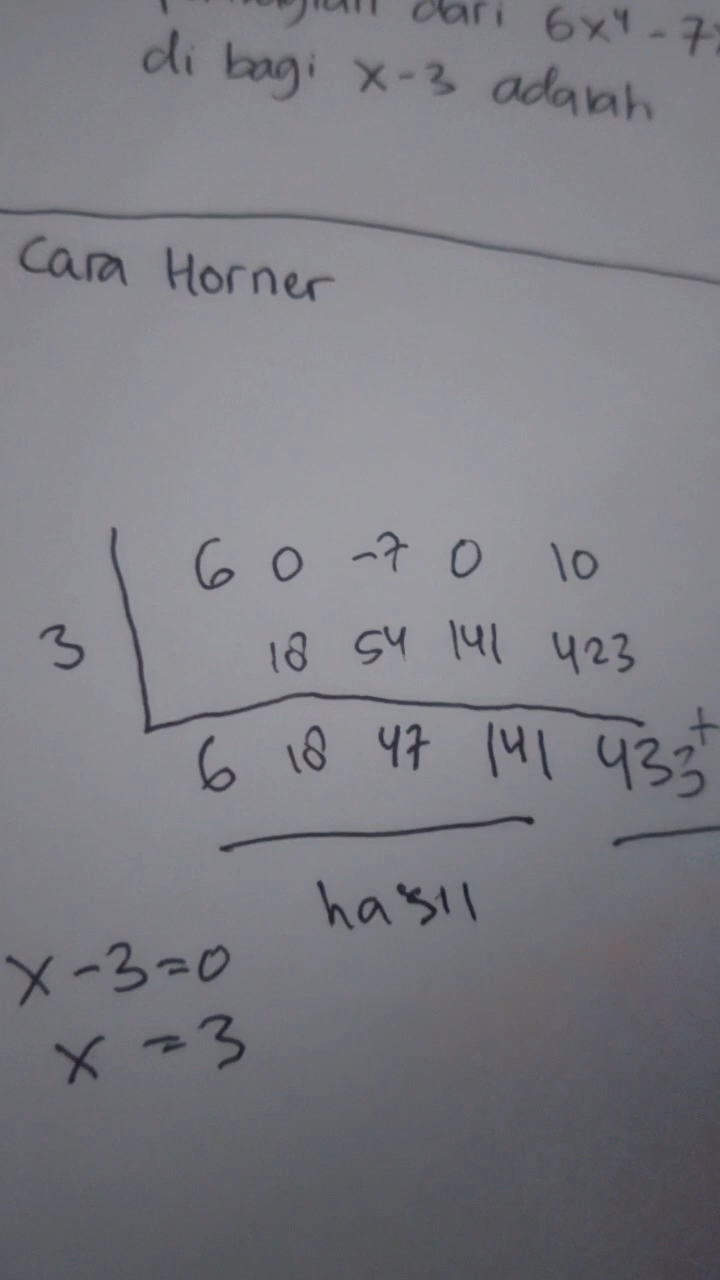 dari 6x⁴ - 7
di bagi x-3 adalah
Cara Horner
6 0 -7 0 10
3 18 54 141 423
+
6 18 47 141 433
hasil
x-3=0
x = 3